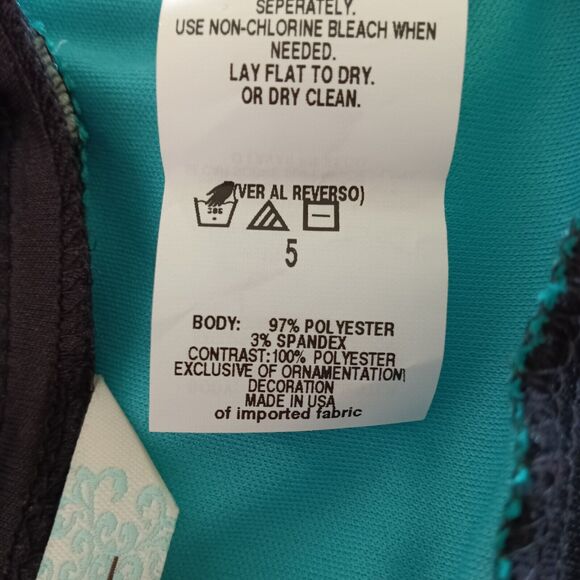 SEPERATELY.
USE NON-CHLORINE BLEACH WHEN
NEEDED.
LAY FLAT TO DRY.
OR DRY CLEAN.
(VER AL REVERSO)
5
BODY: 97% POLYESTER
3% SPANDEX
CONTRAST:100% POLYESTER
EXCLUSIVE OF ORNAMENTATION
DECORATION
MADE IN USA
of imported fabric